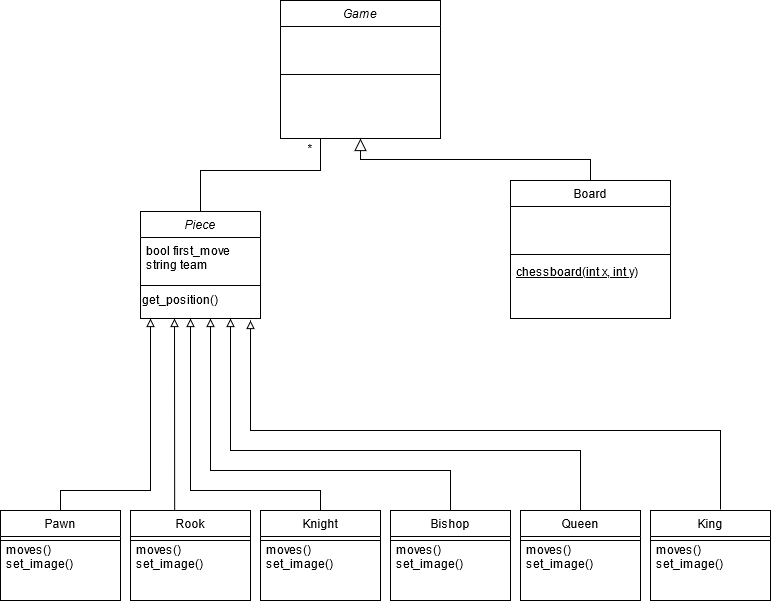 Game
*
Board
Piece
bool first_move
string team
chessboard(int x, int y)
get_position()
Pawn
Rook
Knight
Bishop
Queen
King
moves()
set_image()
moves()
set_image()
moves()
set_image()
moves()
set_image()
moves()
set_image()
moves()
set_image()